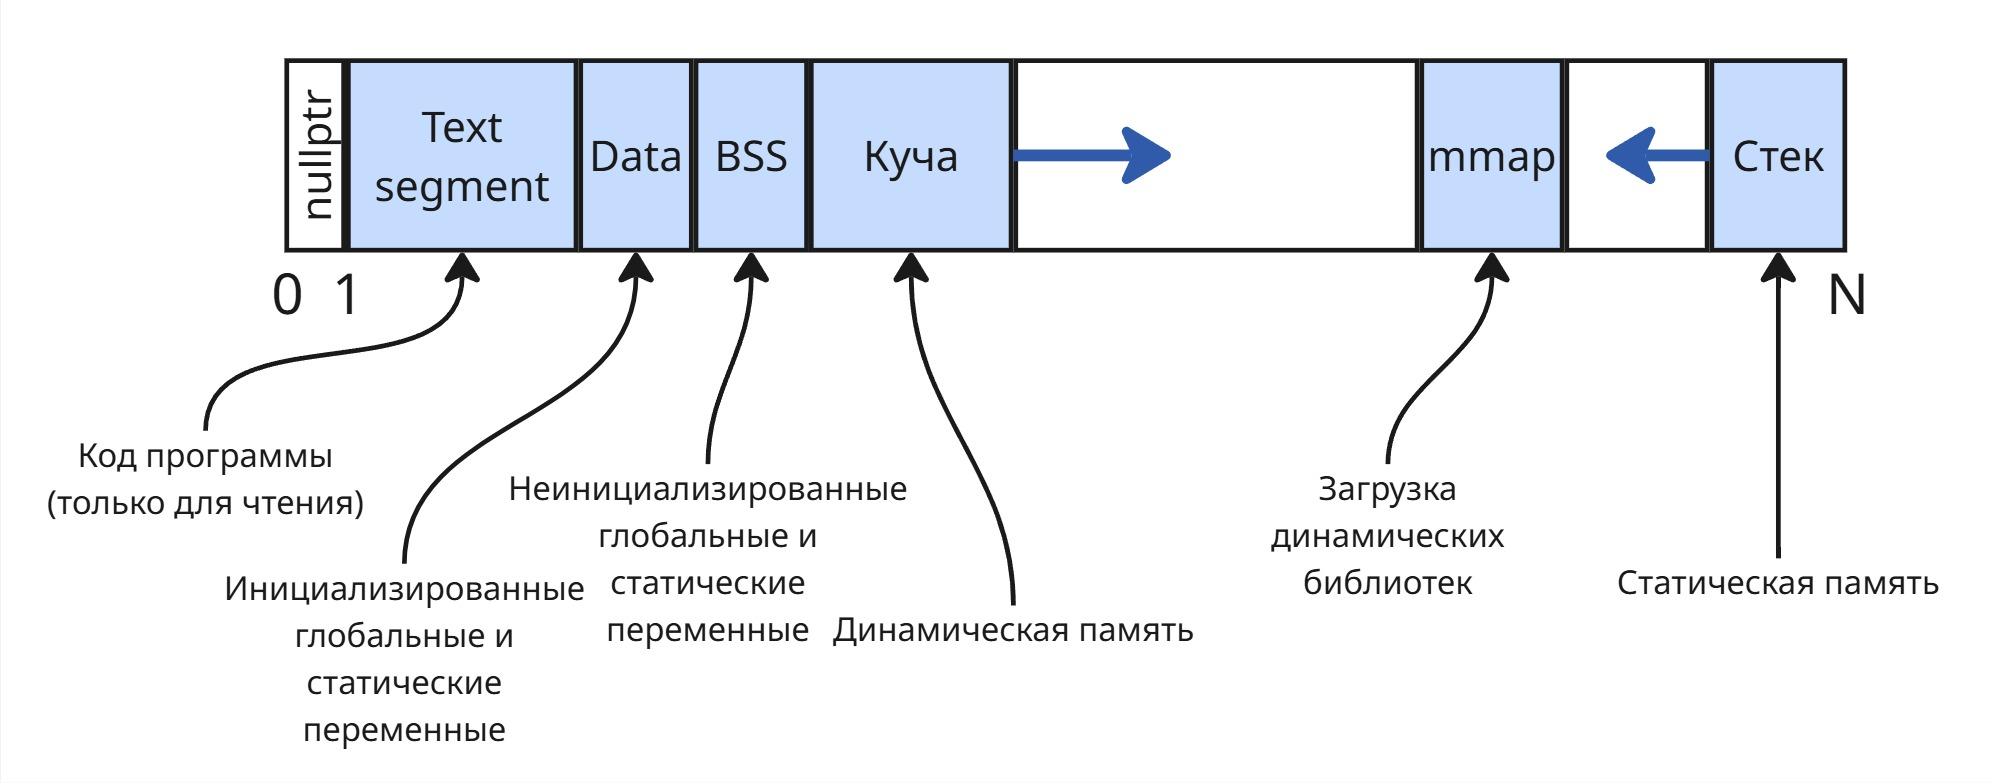 nullptr
Text
segment
Data
BSS
Куча
mmap
Стек
0
1
N
Код программы
(только для чтения)
Инициализированные
глобальные и
статические
переменные
Неинициализированные
глобальные и
статические
переменные
Динамическая память
Загрузка
динамических
библиотек
Статическая память